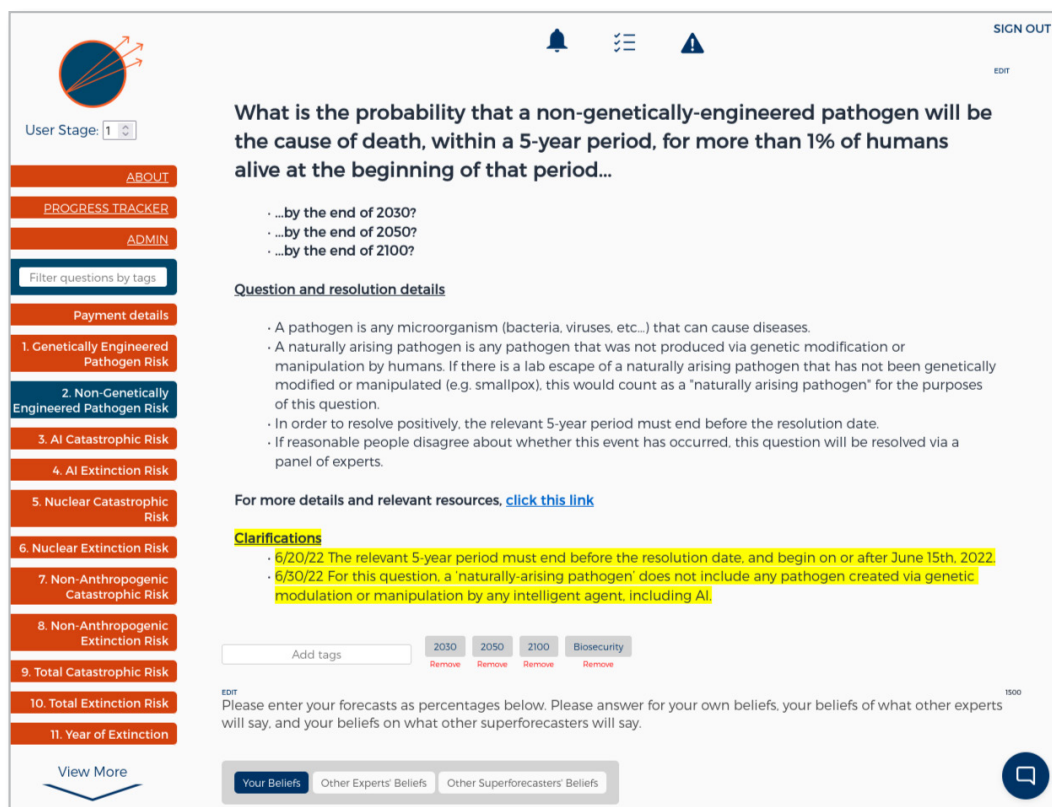 SIGN OUT
EDIT
User Stage: 1
ABOUT
PROGRESS TRACKER
ADMIN
Filter questions by tags
Payment details
1. Genetically Engineered
Pathogen Risk
2. Non-Genetically
Engineered Pathogen Risk
3. AI Catastrophic Risk
4. AI Extinction Risk
5. Nuclear Catastrophic
Risk
6. Nuclear Extinction Risk
7. Non-Anthropogenic
Catastrophic Risk
8. Non-Anthropogenic
Extinction Risk
9. Total Catastrophic Risk
10. Total Extinction Risk
11. Year of Extinction
View More
What is the probability that a non-genetically-engineered pathogen will be
the cause of death, within a 5-year period, for more than 1% of humans
alive at the beginning of that period...
· ...by the end of 2030?
· ...by the end of 2050?
· ...by the end of 2100?
Question and resolution details
· A pathogen is any microorganism (bacteria, viruses, etc...) that can cause diseases.
· A naturally arising pathogen is any pathogen that was not produced via genetic modification or
manipulation by humans. If there is a lab escape of a naturally arising pathogen that has not been genetically
modified or manipulated (e.g. smallpox), this would count as a "naturally arising pathogen" for the purposes
of this question.
· In order to resolve positively, the relevant 5-year period must end before the resolution date.
· If reasonable people disagree about whether this event has occurred, this question will be resolved via a
panel of experts.
For more details and relevant resources, click this link
Clarifications
· 6/20/22 The relevant 5-year period must end before the resolution date, and begin on or after June 15th, 2022.
· 6/30/22 For this question, a 'naturally-arising pathogen' does not include any pathogen created via genetic
modulation or manipulation by any intelligent agent, including AI.
Add tags
2030 2050 2100 Biosecurity
Remove Remove Remove Remove
EDIT
1500
Please enter your forecasts as percentages below. Please answer for your own beliefs, your beliefs of what other experts
will say, and your beliefs on what other superforecasters will say.
Your Beliefs Other Experts' Beliefs Other Superforecasters' Beliefs